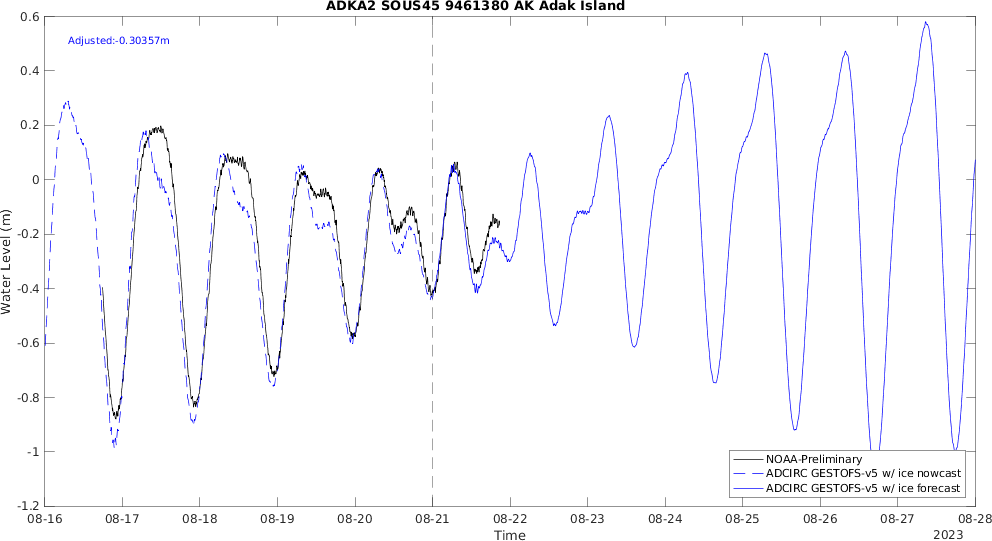 ADKA2 SOUS45 9461380 AK Adak Island
Adjusted:-0.30357m
0.6
0.4
0.2
0
-0.2
-0.4
-0.6
-0.8
-1
-1.2
Water Level (m)
NOAA-Preliminary
ADCIRC GESTOFS-v5 w/ ice nowcast
ADCIRC GESTOFS-v5 w/ ice forecast
08-16 08-17 08-18 08-19 08-20 08-21 08-22 08-23 08-24 08-25 08-26 08-27 08-28
Time
2023